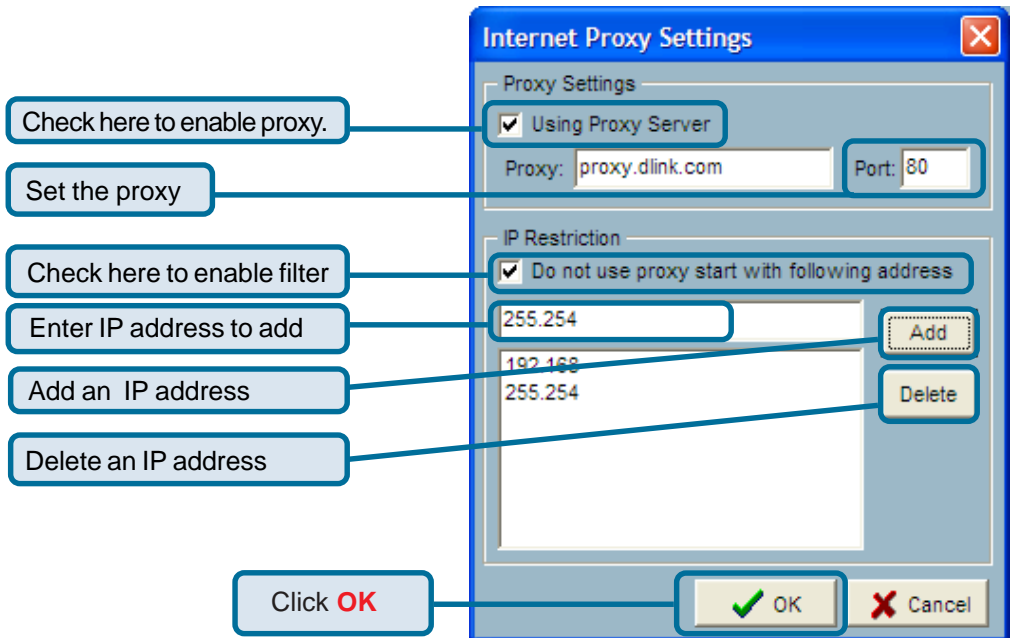 Internet Proxy Settings
Proxy Settings
Check here to enable proxy.
Using Proxy Server
Set the proxy
Proxy: proxy.dlink.com Port: 80
IP Restriction
Check here to enable filter
Do not use proxy start with following address
Enter IP address to add
255.254
Add
Add an IP address
192.168
255.254
Delete
Delete an IP address
Click OK
OK
Cancel